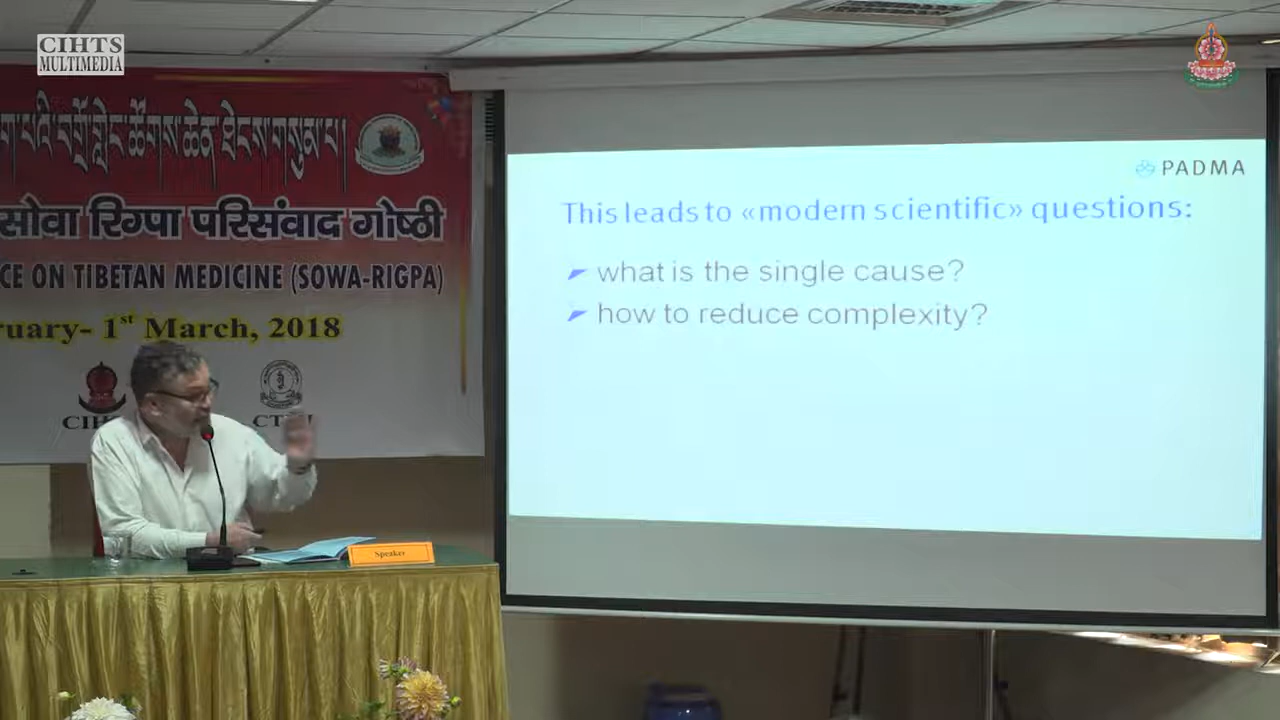 CIHTS
MULTIMEDIA
सोवा रिग्पा परिसंवाद गोष्ठी
CE ON TIBETAN MEDICINE (SOWA-RIGPA)
ruary- 1st March, 2018
CIH
Speaker
PADMA
This leads to «modern scientific» questions:
what is the single cause?
how to reduce complexity?